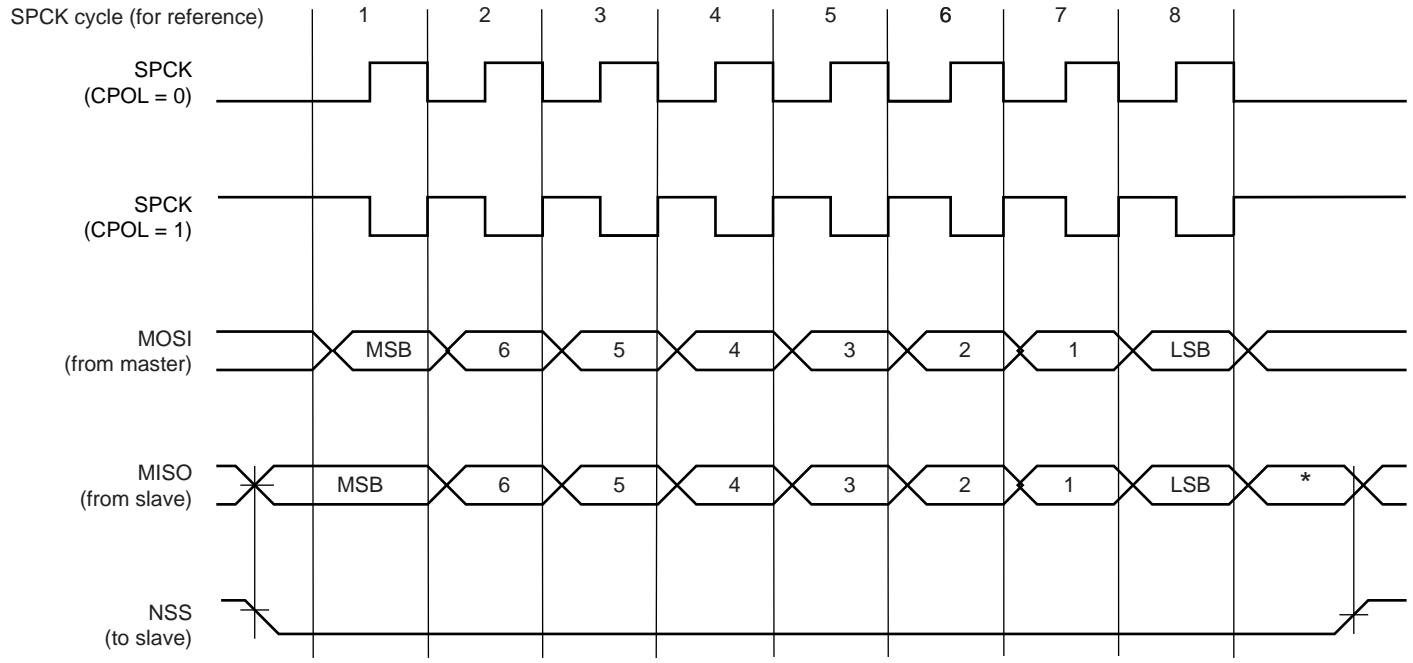 SPCK cycle (for reference) 1 2 3 4 5 6 7 8
SPCK
(CPOL = 0)
SPCK
(CPOL = 1)
MOSI
(from master)
MSB 6 5 4 3 2 1 LSB
MISO
(from slave)
MSB 6 5 4 3 2 1 LSB *
NSS
(to slave)